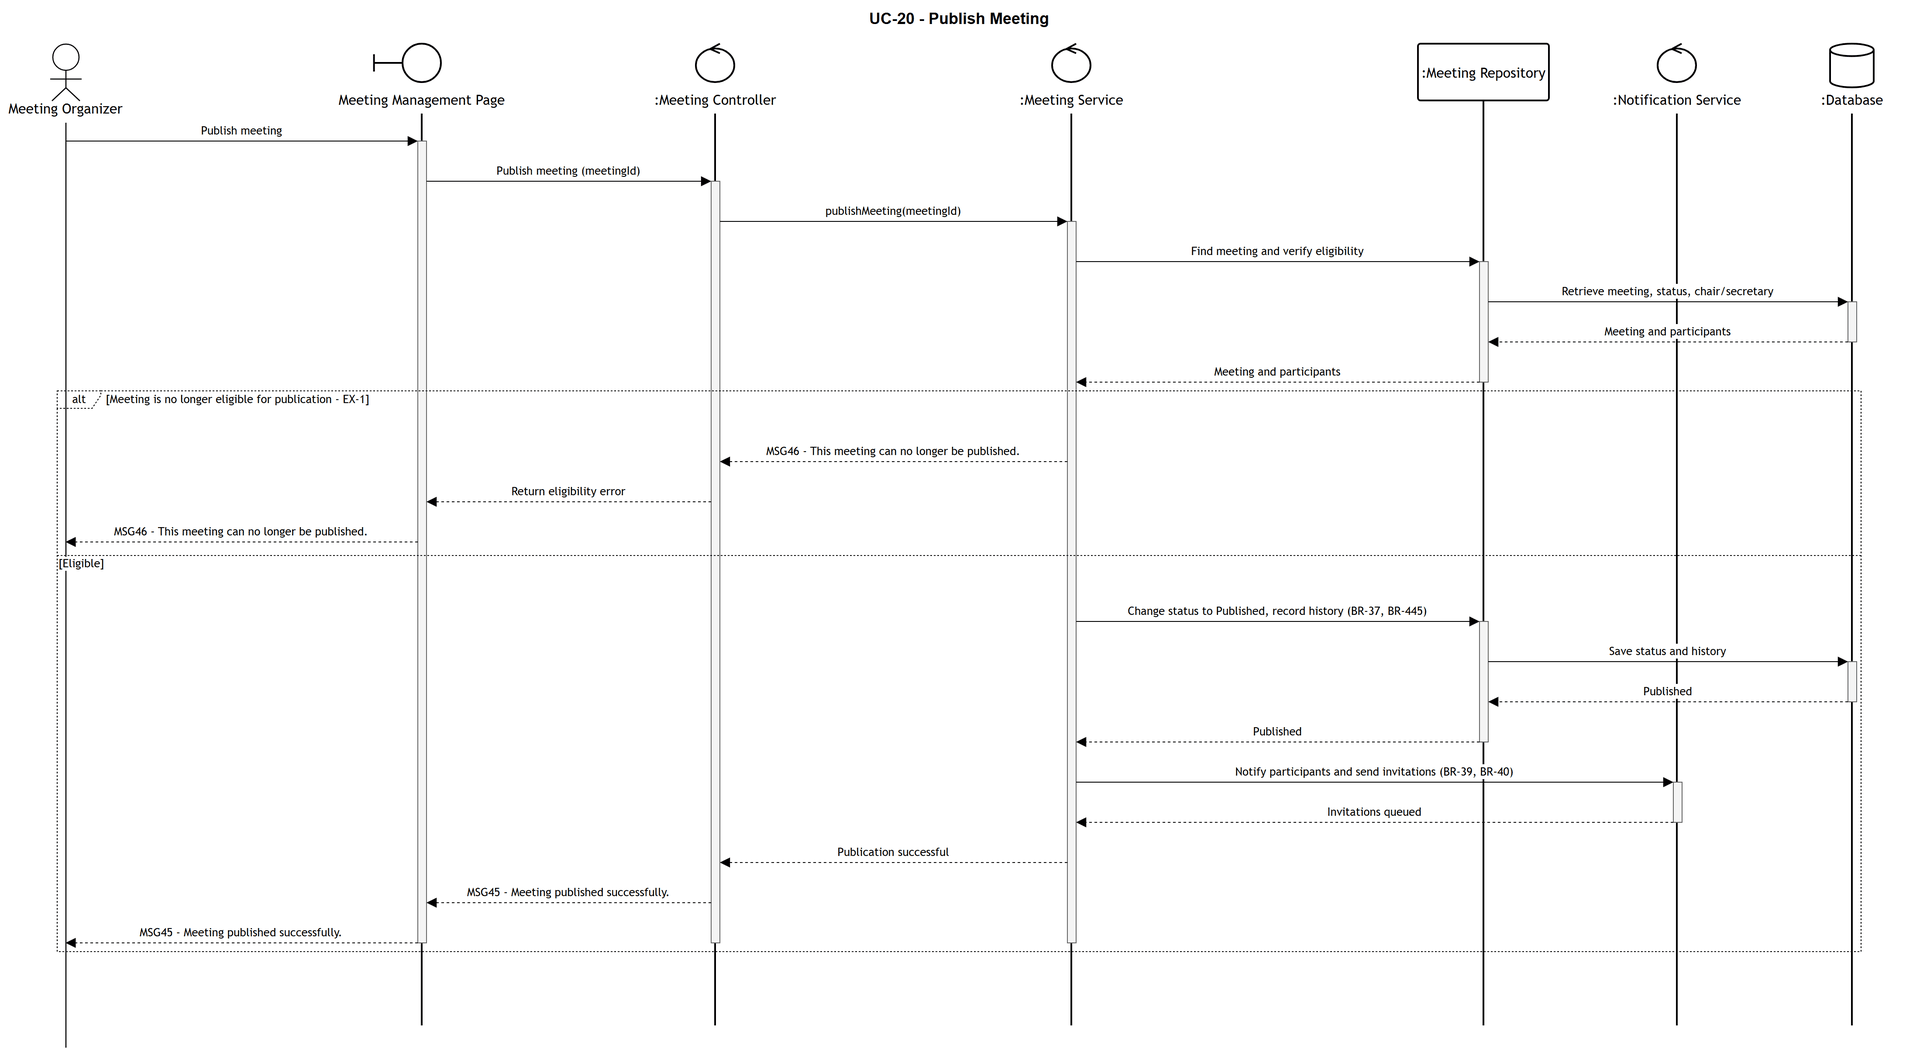 UC-20 - Publish Meeting
Meeting Organizer
Meeting Management Page
:Meeting Controller
:Meeting Service
:Meeting Repository
:Notification Service
:Database
Publish meeting
Publish meeting (meetingId)
publishMeeting(meetingId)
Find meeting and verify eligibility
Retrieve meeting, status, chair/secretary
Meeting and participants
Meeting and participants
alt [Meeting is no longer eligible for publication - EX-1]
MSG46 - This meeting can no longer be published.
Return eligibility error
MSG46 - This meeting can no longer be published.
[Eligible]
Change status to Published, record history (BR-37, BR-445)
Save status and history
Published
Published
Notify participants and send invitations (BR-39, BR-40)
Invitations queued
Publication successful
MSG45 - Meeting published successfully.
MSG45 - Meeting published successfully.